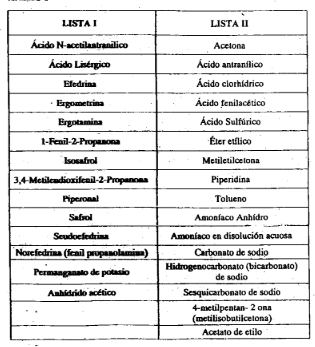 LISTA I LISTA II
Ácido N-acetilantranílico Acetona
Ácido Lisérgico Ácido antranílico
Efedrina Ácido clorhídrico
Ergometrina Ácido fenilacético
Ergotamina Ácido Sulfúrico
1-Fenil-2-Propanona Éter etílico
Isosafrol Metiletilcetona
3,4-Metilendioxifenil-2-Propanona Piperidina
Piperonal Tolueno
Safrol Amoníaco Anhídro
Seudoefedrina Amoníaco en disolución acuosa
Norefedrina (fenil propanolamina) Carbonato de sodio
Permanganato de potasio Hidrogenocarbonato (bicarbonato)
de sodio
Anhídrido acético Sesquicarbonato de sodio
4-metilpentan- 2 ona
(metilisobutilcetona)
Acetato de etilo